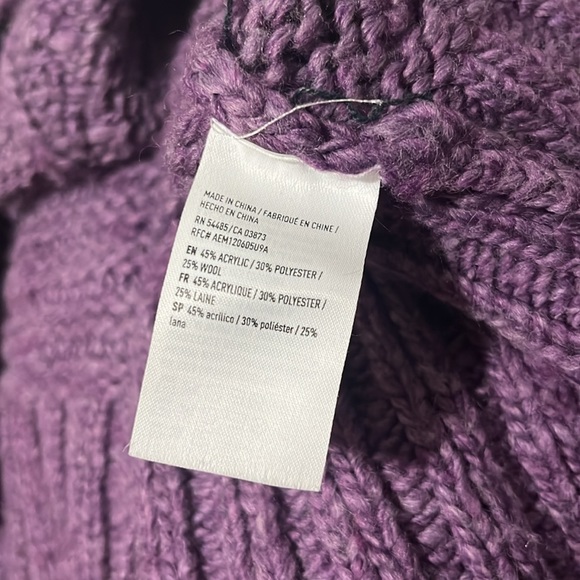 MADE IN CHINA / FABRIQUÉ EN CHINE /
HECHO EN CHINA
RN 54485/CA 03873
RFC# AEM120605U9A
EN 45% ACRYLIC / 30% POLYESTER /
25% WOOL
FR 45% ACRYLIQUE / 30% POLYESTER /
25% LAINE
SP 45% acrílico / 30% poliéster / 25%
lana